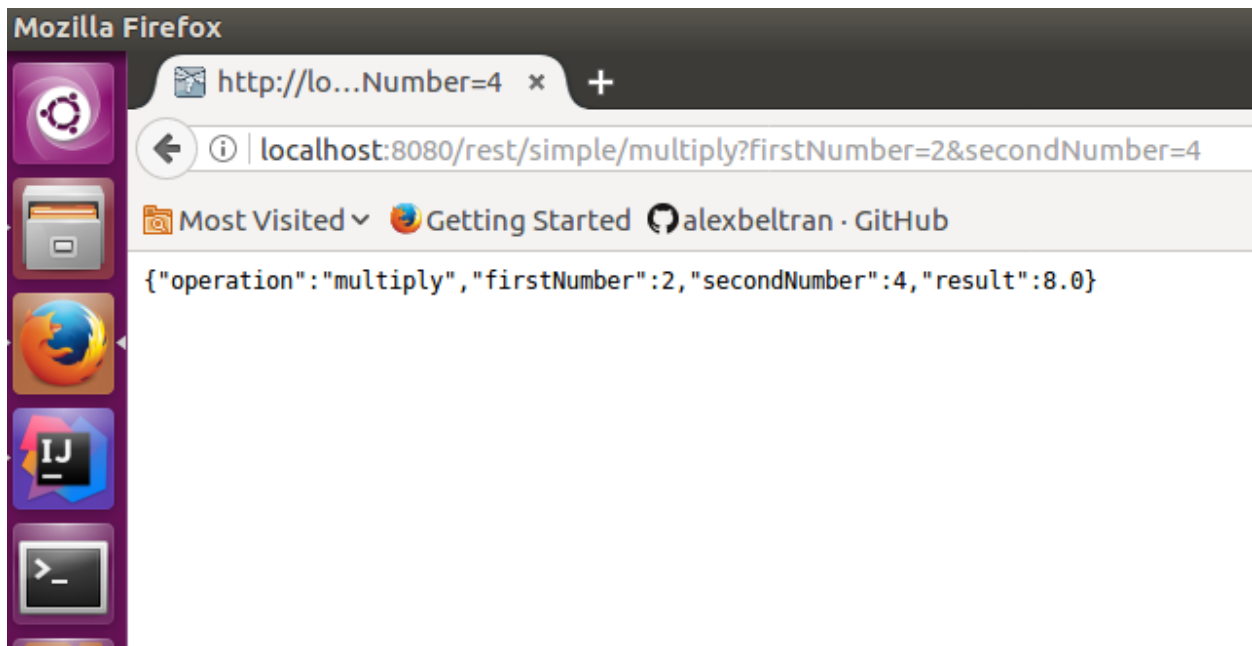 Mozilla Firefox
http://lo...Number=4 × +
localhost:8080/rest/simple/multiply?firstNumber=2&secondNumber=4
Most Visited Getting Started alexbeltran · GitHub
{"operation":"multiply","firstNumber":2,"secondNumber":4,"result":8.0}
IJ
>_